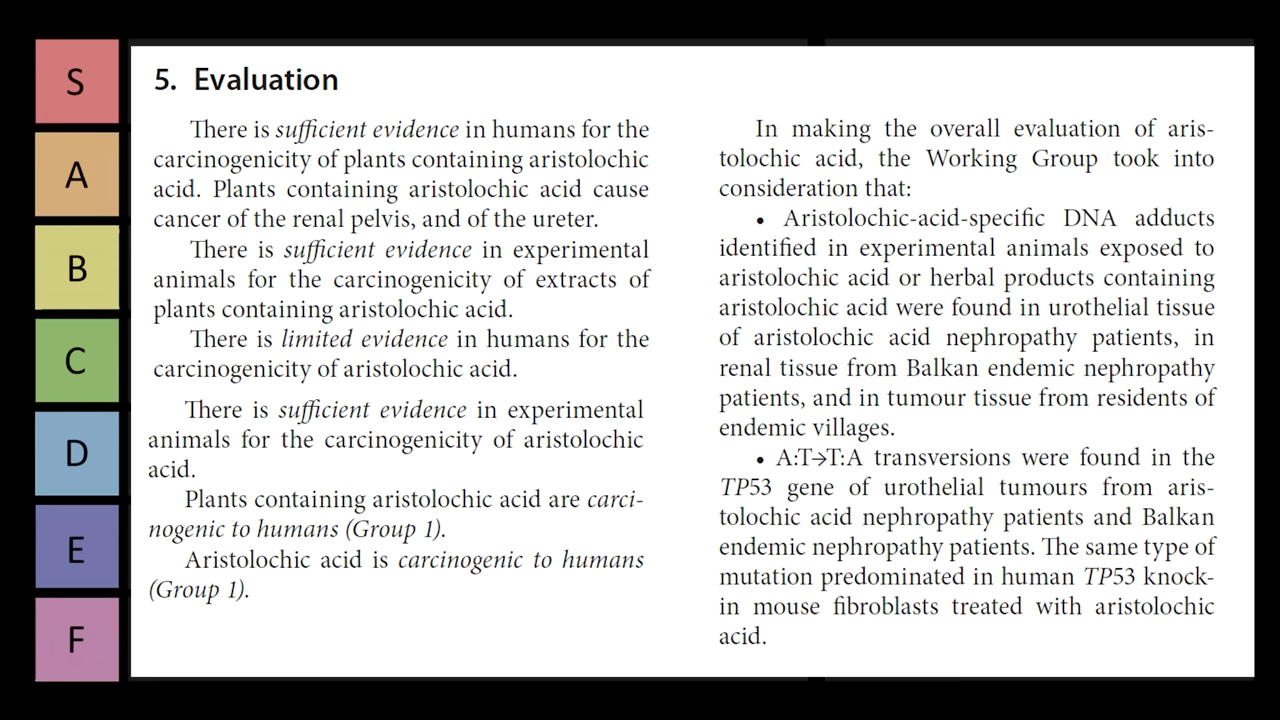 S
A
B
C
D
E
F
5. Evaluation
There is sufficient evidence in humans for the
carcinogenicity of plants containing aristolochic
acid. Plants containing aristolochic acid cause
cancer of the renal pelvis, and of the ureter.
There is sufficient evidence in experimental
animals for the carcinogenicity of extracts of
plants containing aristolochic acid.
There is limited evidence in humans for the
carcinogenicity of aristolochic acid.
There is sufficient evidence in experimental
animals for the carcinogenicity of aristolochic
acid.
Plants containing aristolochic acid are carci-
nogenic to humans (Group 1).
Aristolochic acid is carcinogenic to humans
(Group 1).
In making the overall evaluation of aris-
tolochic acid, the Working Group took into
consideration that:
• Aristolochic-acid-specific DNA adducts
identified in experimental animals exposed to
aristolochic acid or herbal products containing
aristolochic acid were found in urothelial tissue
of aristolochic acid nephropathy patients, in
renal tissue from Balkan endemic nephropathy
patients, and in tumour tissue from residents of
endemic villages.
• A:T→T:A transversions were found in the
TP53 gene of urothelial tumours from aris-
tolochic acid nephropathy patients and Balkan
endemic nephropathy patients. The same type of
mutation predominated in human TP53 knock-
in mouse fibroblasts treated with aristolochic
acid.